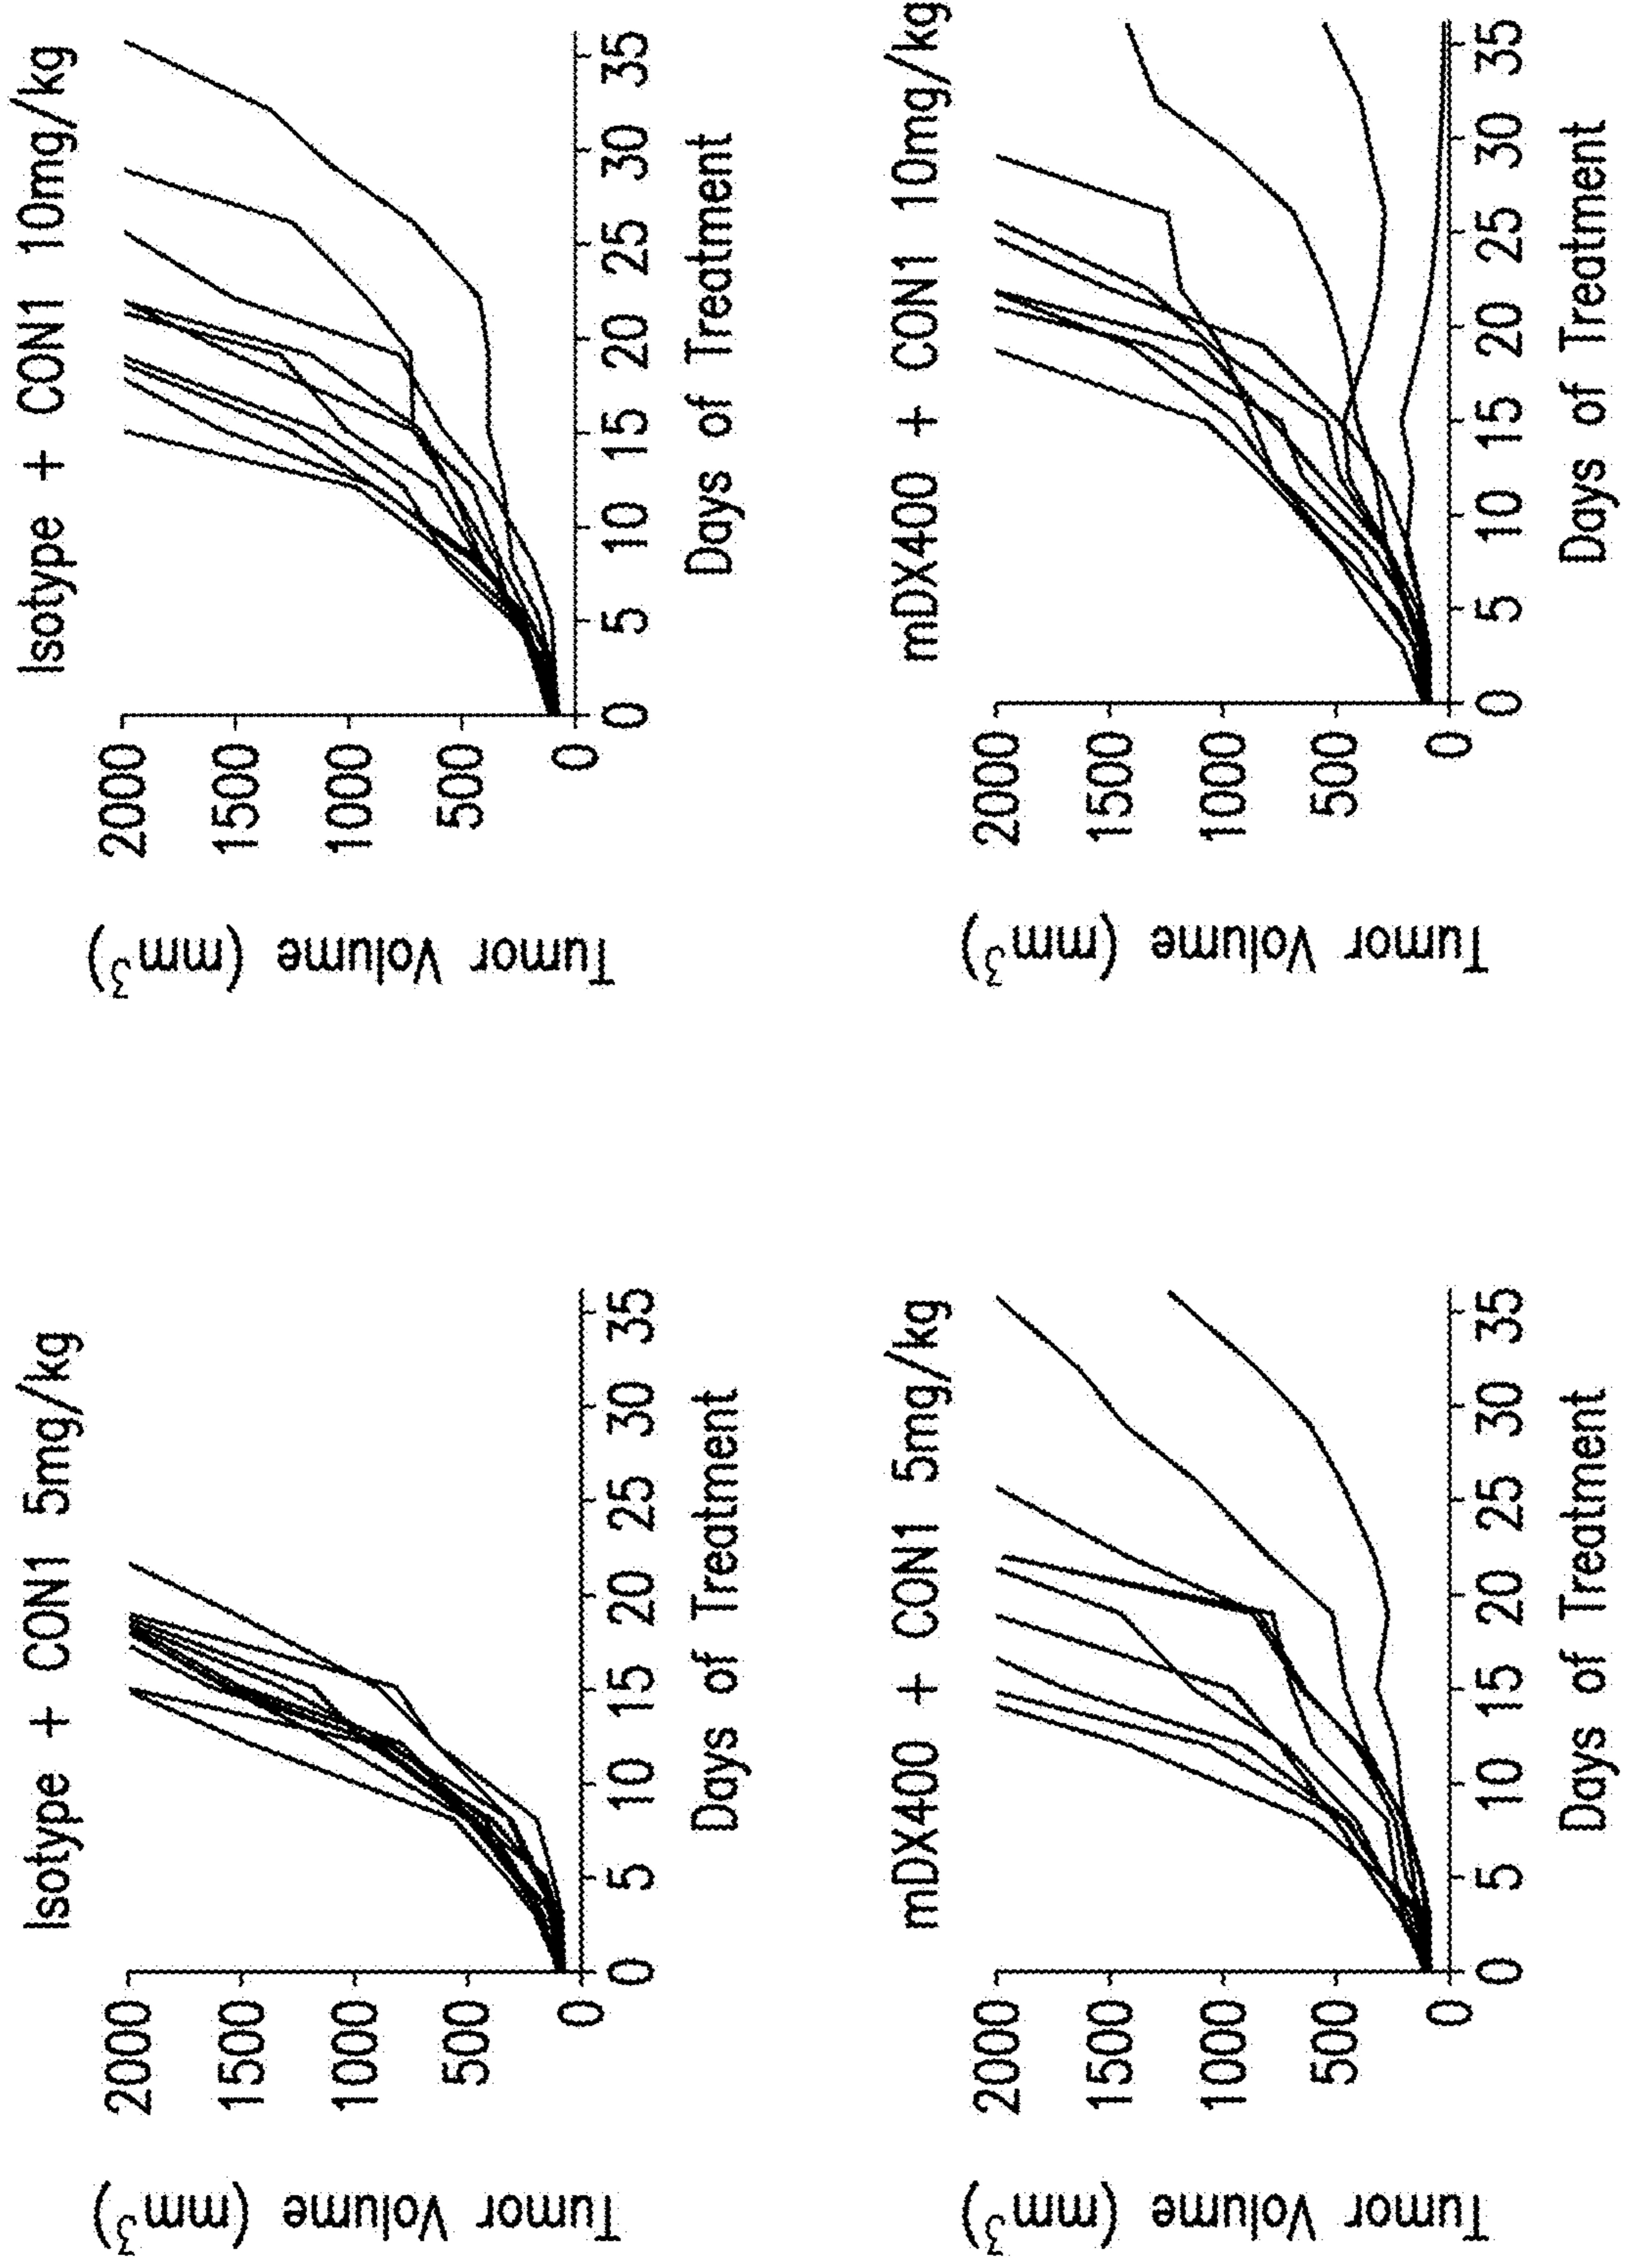 Isotype + CON1 5mg/kg
Tumor Volume (mm³)
2000
1500
1000
500
0
0 5 10 15 20 25 30 35
Days of Treatment
Isotype + CON1 10mg/kg
Tumor Volume (mm³)
2000
1500
1000
500
0
0 5 10 15 20 25 30 35
Days of Treatment
mDX400 + CON1 5mg/kg
Tumor Volume (mm³)
2000
1500
1000
500
0
0 5 10 15 20 25 30 35
Days of Treatment
mDX400 + CON1 10mg/kg
Tumor Volume (mm³)
2000
1500
1000
500
0
0 5 10 15 20 25 30 35
Days of Treatment